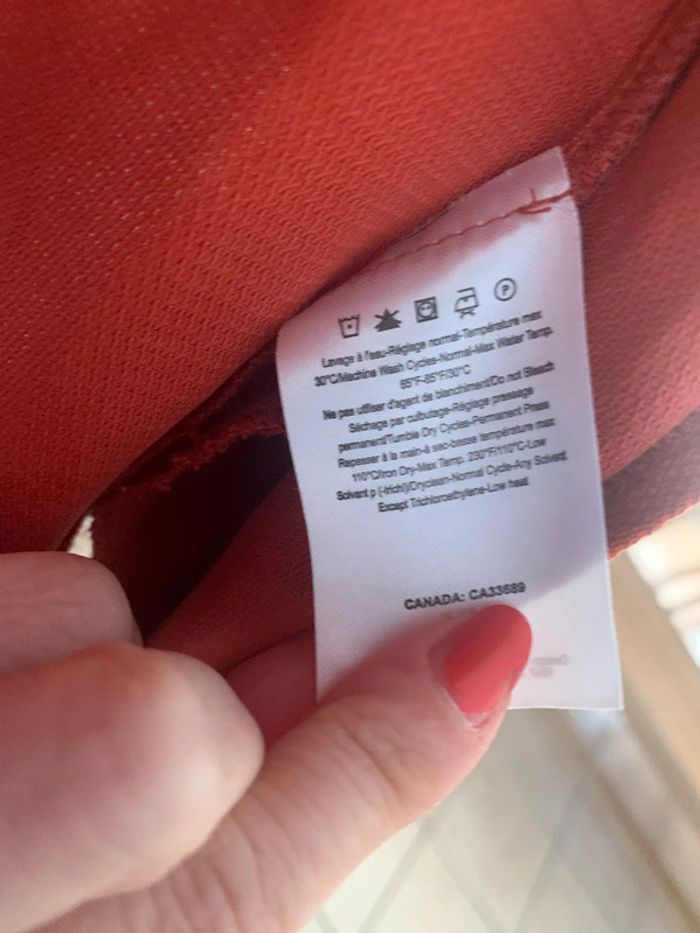 P
Lavage à l'eau-Réglage normal-Température max
30°C/Machine Wash Cycles-Normal-Max Water Temp.
65°F-85°F/30°C
Ne pas utiliser d'agent de blanchiment/Do not Bleach
Séchage par culbutage-Réglage pressage
permanent/Tumble Dry Cycles-Permanent Press
Repasser à la main-à sec-basse température max
110°C/Iron Dry-Max Temp. 230°F/110°C-Low
Solvant p (-trichl)/Dryclean-Normal Cycle-Any Solvent
Except Trichloroethylene-Low heat
CANADA: CA33689